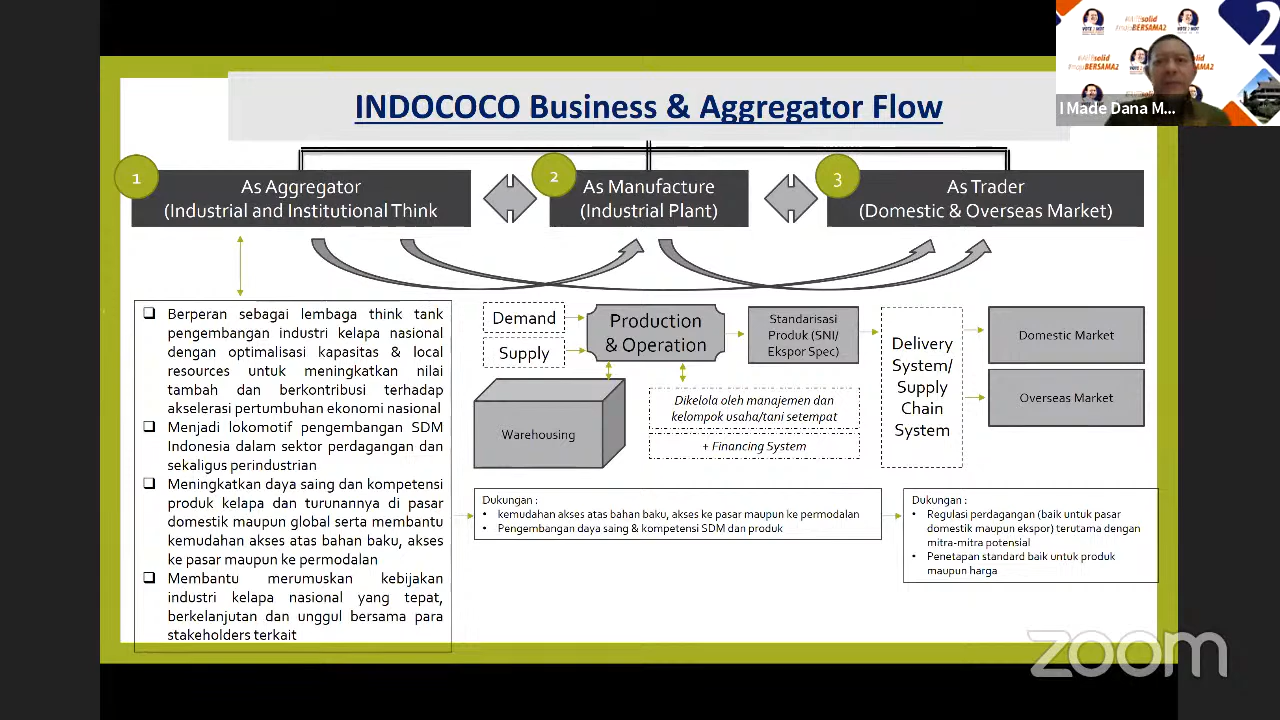 INDOCOCO Business & Aggregator Flow
1
As Aggregator
(Industrial and Institutional Think
2
As Manufacture
(Industrial Plant)
3
As Trader
(Domestic & Overseas Market)
❑ Berperan sebagai lembaga think tank
pengembangan industri kelapa nasional
dengan optimalisasi kapasitas & local
resources untuk meningkatkan nilai
tambah dan berkontribusi terhadap
akselerasi pertumbuhan ekonomi nasional
❑ Menjadi lokomotif pengembangan SDM
Indonesia dalam sektor perdagangan dan
sekaligus perindustrian
❑ Meningkatkan daya saing dan kompetensi
produk kelapa dan turunannya di pasar
domestik maupun global serta membantu
kemudahan akses atas bahan baku, akses
ke pasar maupun ke permodalan
❑ Membantu merumuskan kebijakan
industri kelapa nasional yang tepat,
berkelanjutan dan unggul bersama para
stakeholders terkait
Demand
Supply
Production
& Operation
Standarisasi
Produk (SNI/
Ekspor Spec)
Warehousing
Dikelola oleh manajemen dan
kelompok usaha/tani setempat
+ Financing System
Delivery
System/
Supply
Chain
System
Domestic Market
Overseas Market
Dukungan :
• kemudahan akses atas bahan baku, akses ke pasar maupun ke permodalan
• Pengembangan daya saing & kompetensi SDM dan produk
Dukungan :
• Regulasi perdagangan (baik untuk pasar
domestik maupun ekspor) terutama dengan
mitra-mitra potensial
• Penetapan standard baik untuk produk
maupun harga
2
I Made Dana M...
zoom